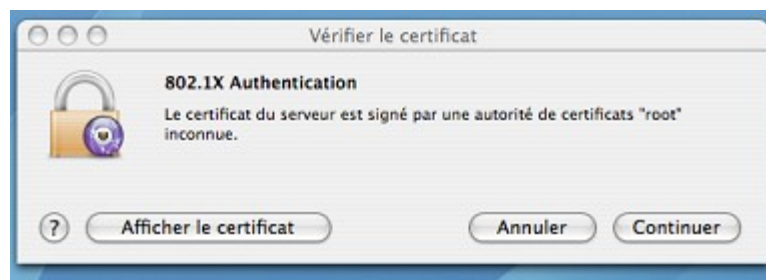 Vérifier le certificat
802.1X Authentication
Le certificat du serveur est signé par une autorité de certificats "root"
inconnue.
? Afficher le certificat Annuler Continuer